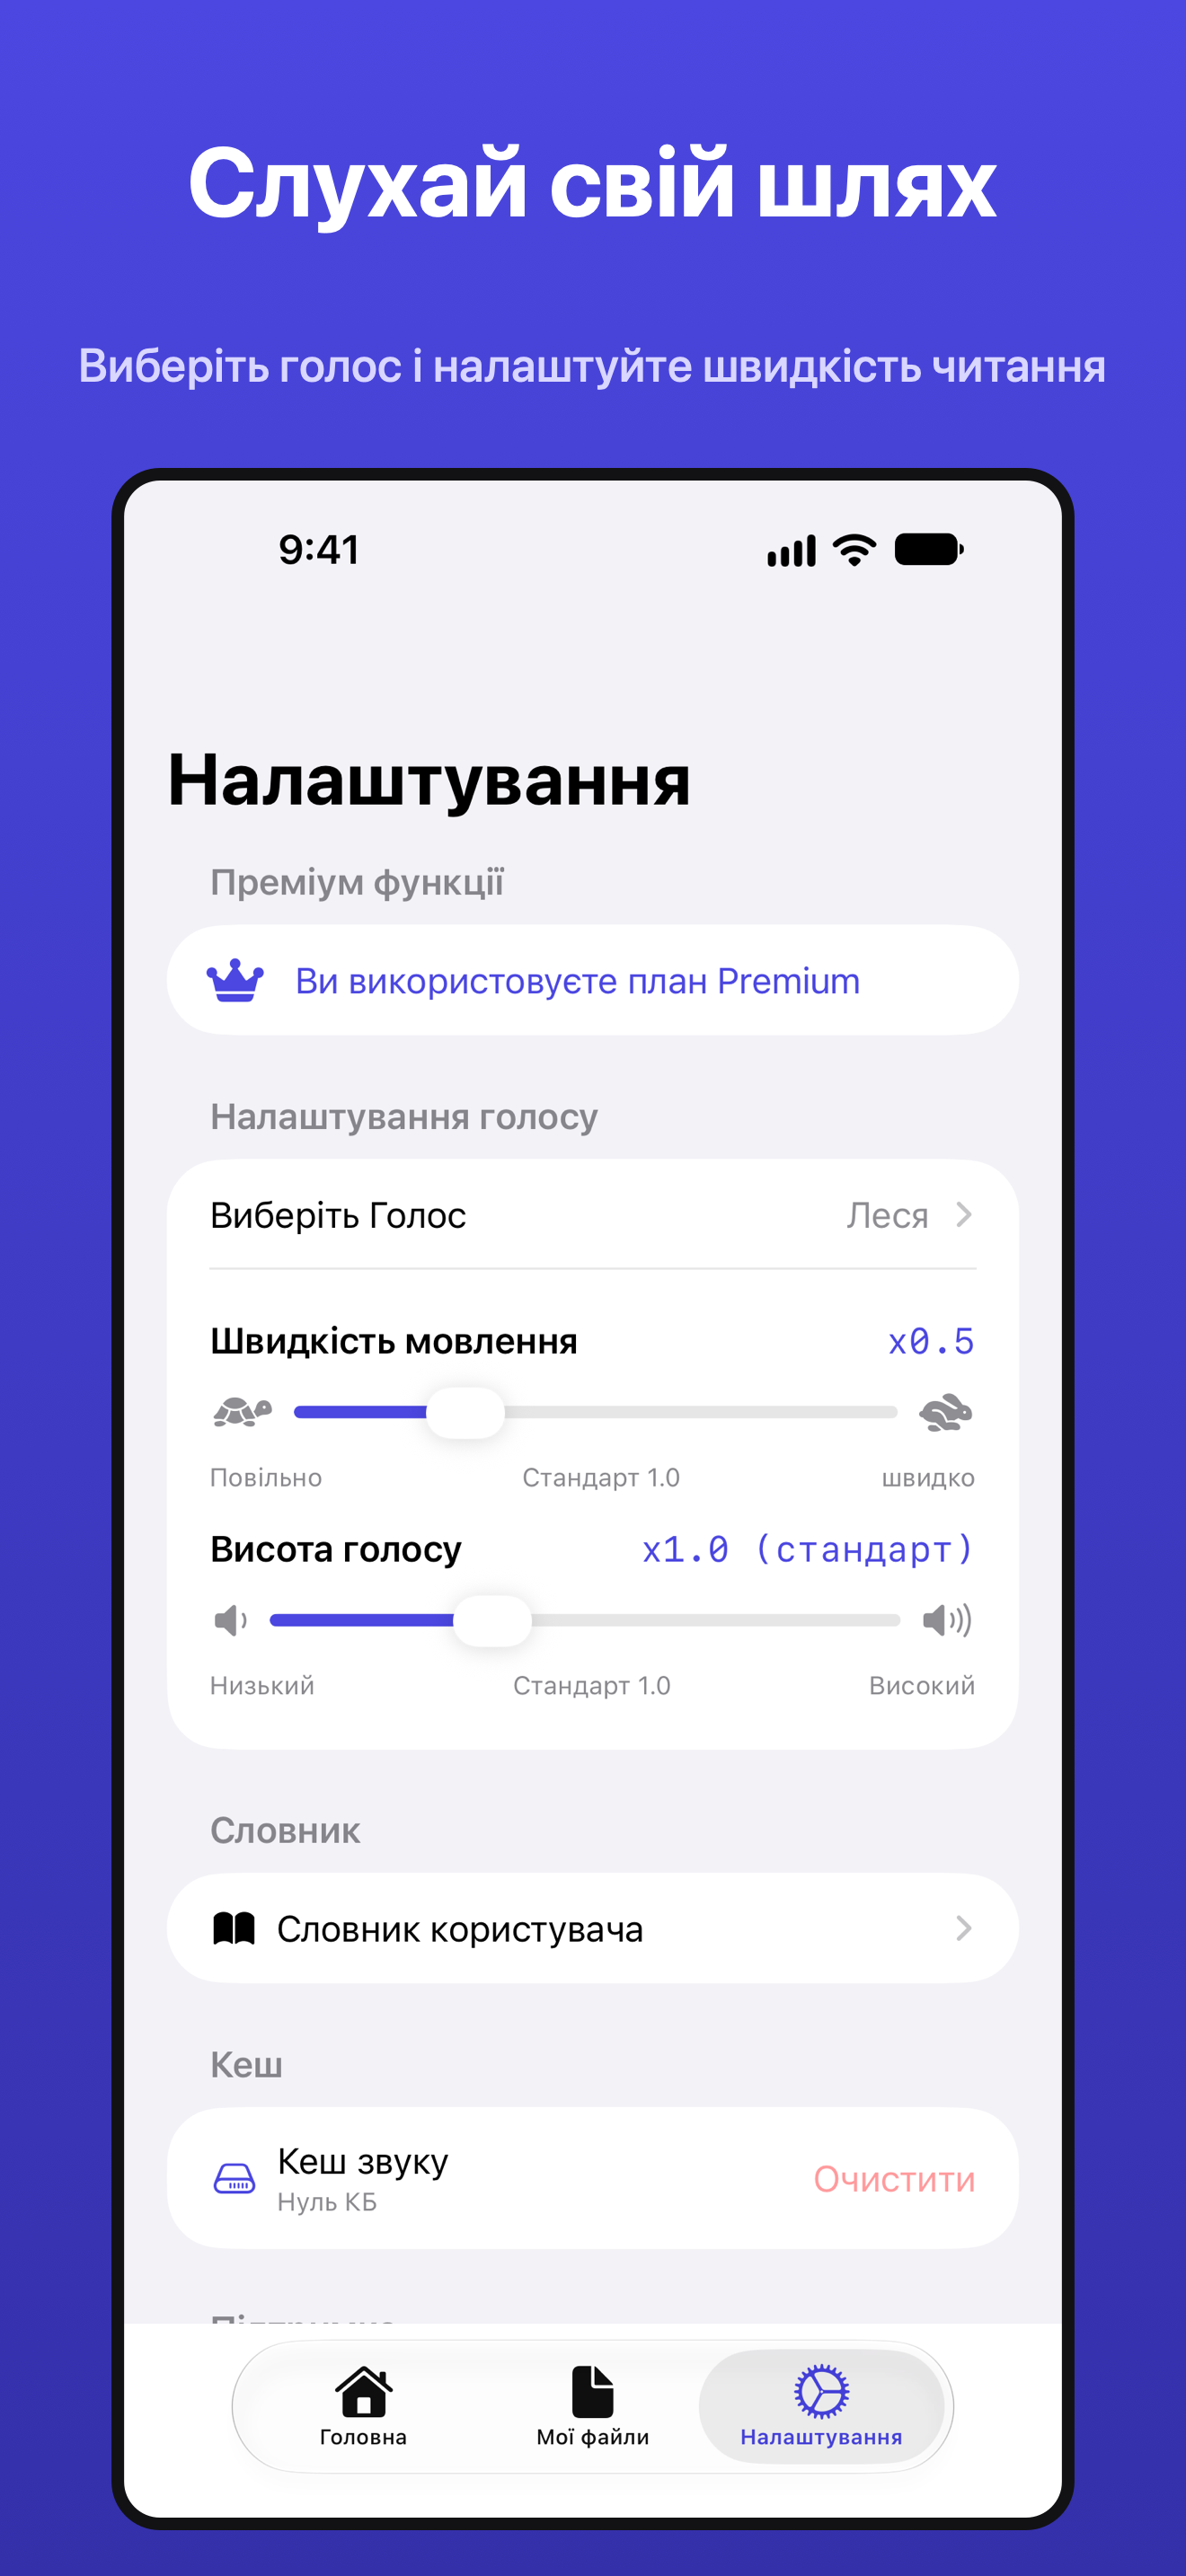 Слухай свій шлях
Виберіть голос і налаштуйте швидкість читання
9:41
Налаштування
Преміум функції
Ви використовуєте план Premium
Налаштування голосу
Виберіть Голос Леся
Швидкість мовлення x0.5
Повільно Стандарт 1.0 швидко
Висота голосу x1.0 (стандарт)
Низький Стандарт 1.0 Високий
Словник
Словник користувача
Кеш
Кеш звуку
Нуль КБ
Очистити
Головна Мої файли Налаштування